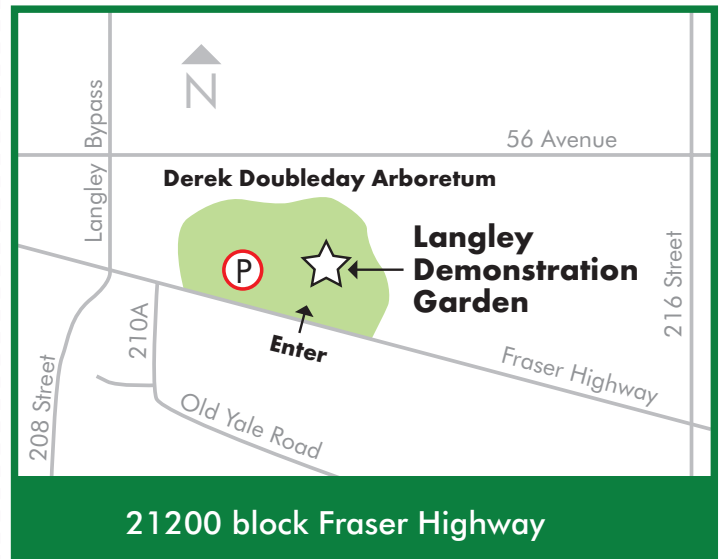 N
Langley Bypass
56 Avenue
Derek Doubleday Arboretum
P
Langley
Demonstration
Garden
Enter
216 Street
210A
Fraser Highway
208 Street
Old Yale Road
21200 block Fraser Highway